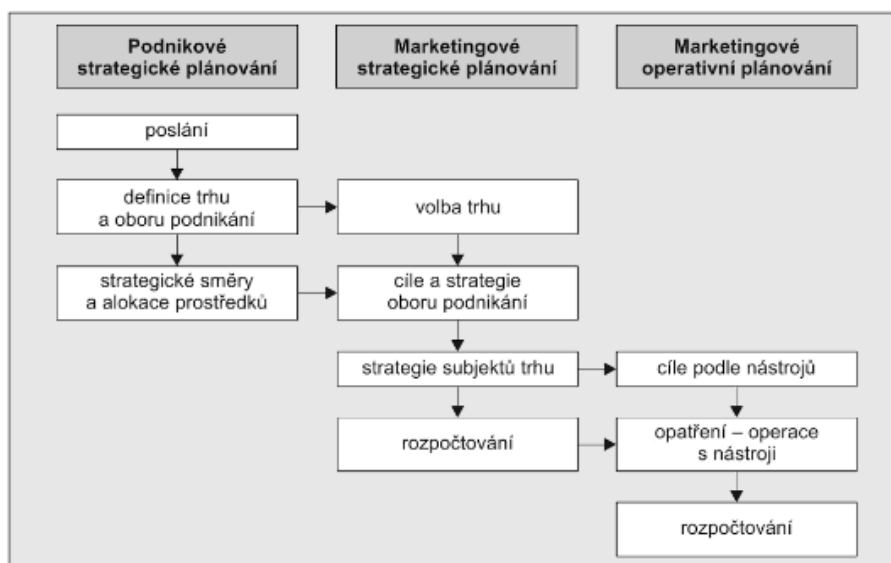 Podnikové
strategické plánování
Marketingové
strategické plánování
Marketingové
operativní plánování
poslání
definice trhu
a oboru podnikání
volba trhu
strategické směry
a alokace prostředků
cíle a strategie
oboru podnikání
strategie subjektů trhu
cíle podle nástrojů
rozpočtování
opatření – operace
s nástroji
rozpočtování